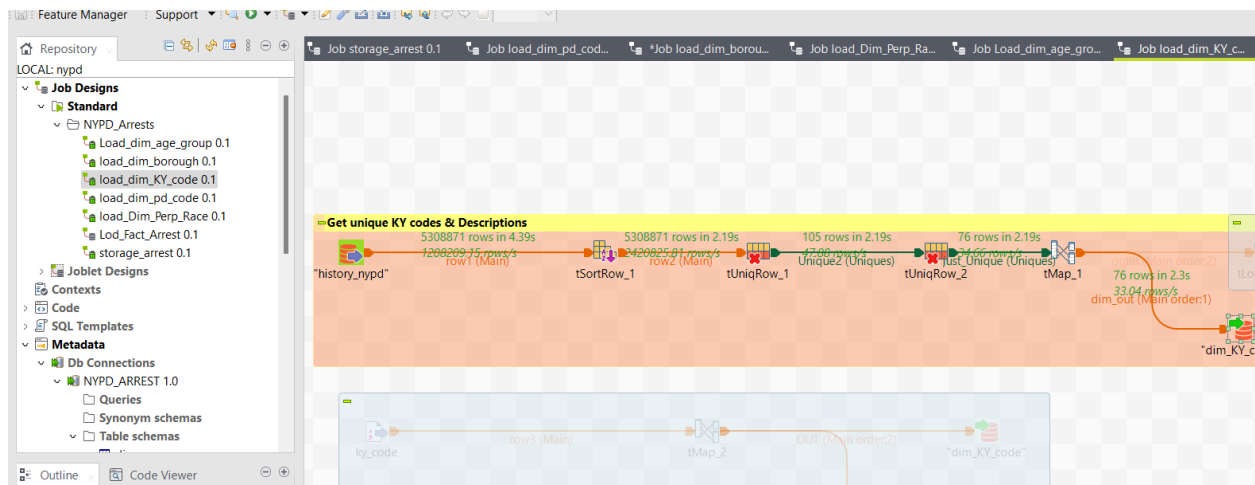 Feature Manager
Support
Repository
LOCAL: nypd
Job Designs
Standard
NYPD_Arrests
Load_dim_age_group 0.1
load_dim_borough 0.1
load_dim_KY_code 0.1
load_dim_pd_code 0.1
load_Dim_Perp_Race 0.1
Lod_Fact_Arrest 0.1
storage_arrest 0.1
Joblet Designs
Contexts
Code
SQL Templates
Metadata
Db Connections
NYPD_ARREST 1.0
Queries
Synonym schemas
Table schemas
Outline
Code Viewer
Job storage_arrest 0.1
Job load_dim_pd_cod...
*Job load_dim_borou...
Job load_Dim_Perp_Ra...
Job Load_dim_age_gro...
Job load_dim_KY_c...
Get unique KY codes & Descriptions
5308871 rows in 4.39s
1208209.15 rows/s
row1 (Main)
"history_nypd"
5308871 rows in 2.19s
2420825.81 rows/s
row2 (Main)
tSortRow_1
105 rows in 2.19s
47.88 rows/s
Unique2 (Uniques)
tUniqRow_1
76 rows in 2.19s
34.66 rows/s
just_Unique (Uniques)
tUniqRow_2
tMap_1
76 rows in 2.3s
33.04 rows/s
dim_out (Main order:1)
"dim_KY_c
row3 (Main)
OUT (Main order:2)
ky_code
tMap_2
"dim_KY_code"